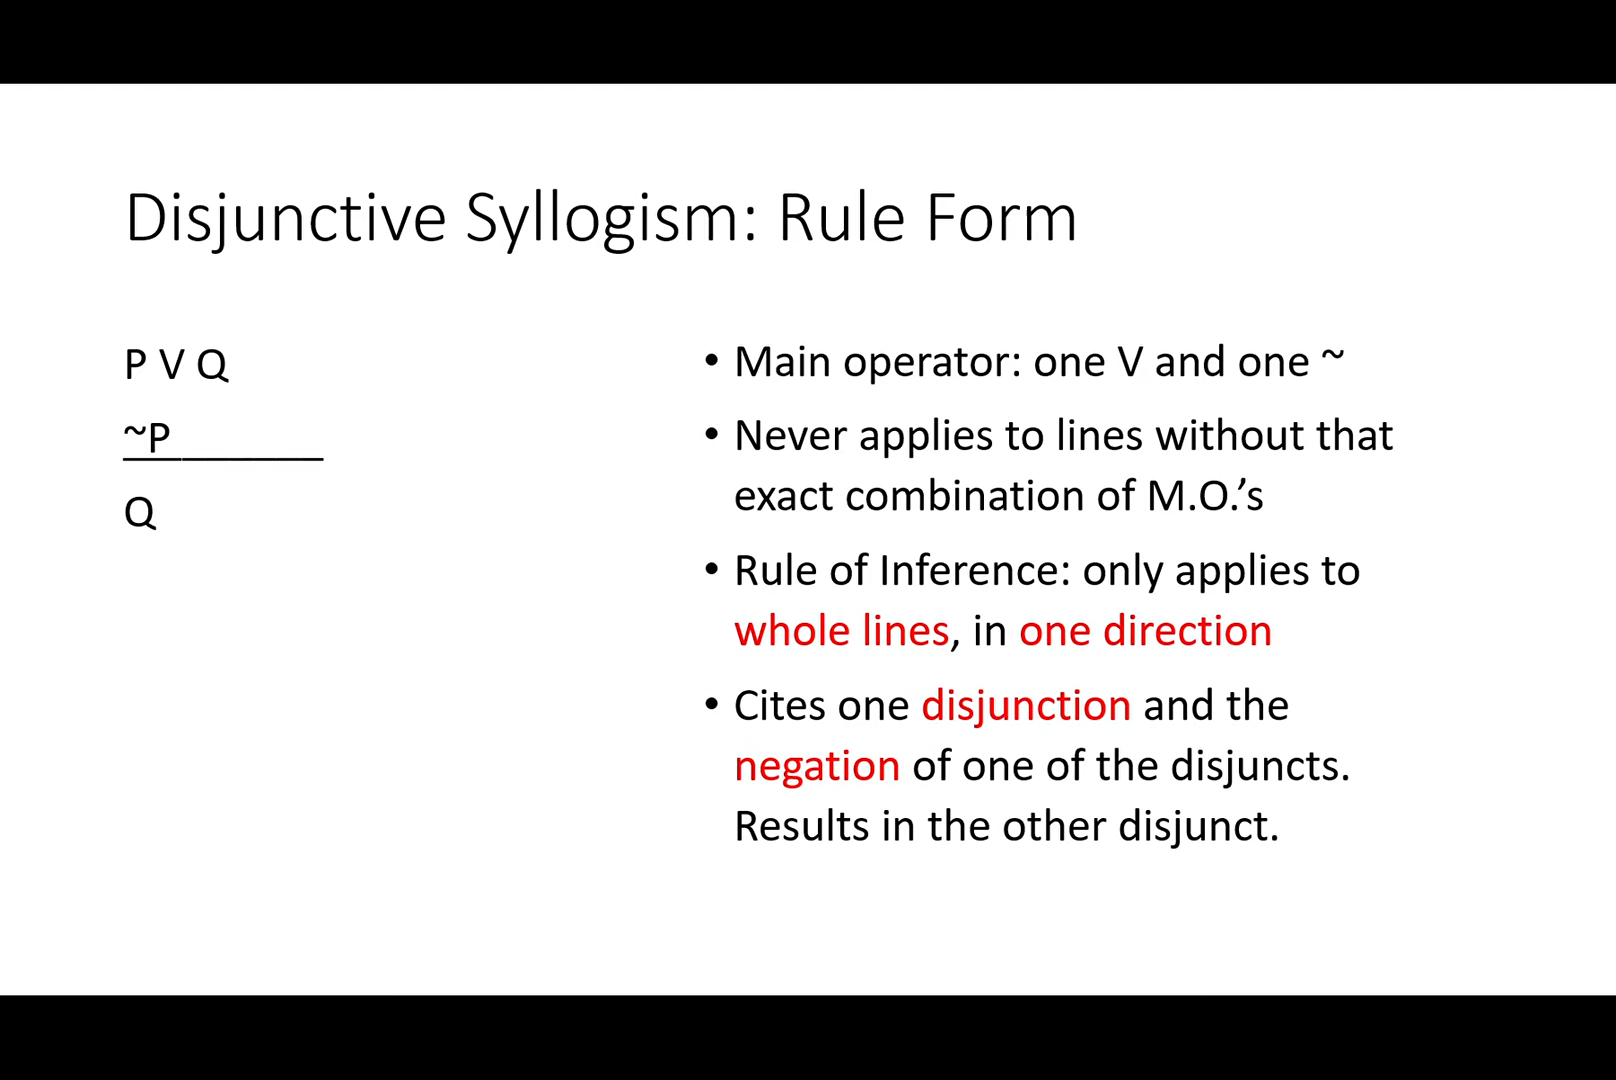 Disjunctive Syllogism: Rule Form
P V Q
~P_______
Q
• Main operator: one V and one ~
• Never applies to lines without that
exact combination of M.O.’s
• Rule of Inference: only applies to
whole lines, in one direction
• Cites one disjunction and the
negation of one of the disjuncts.
Results in the other disjunct.